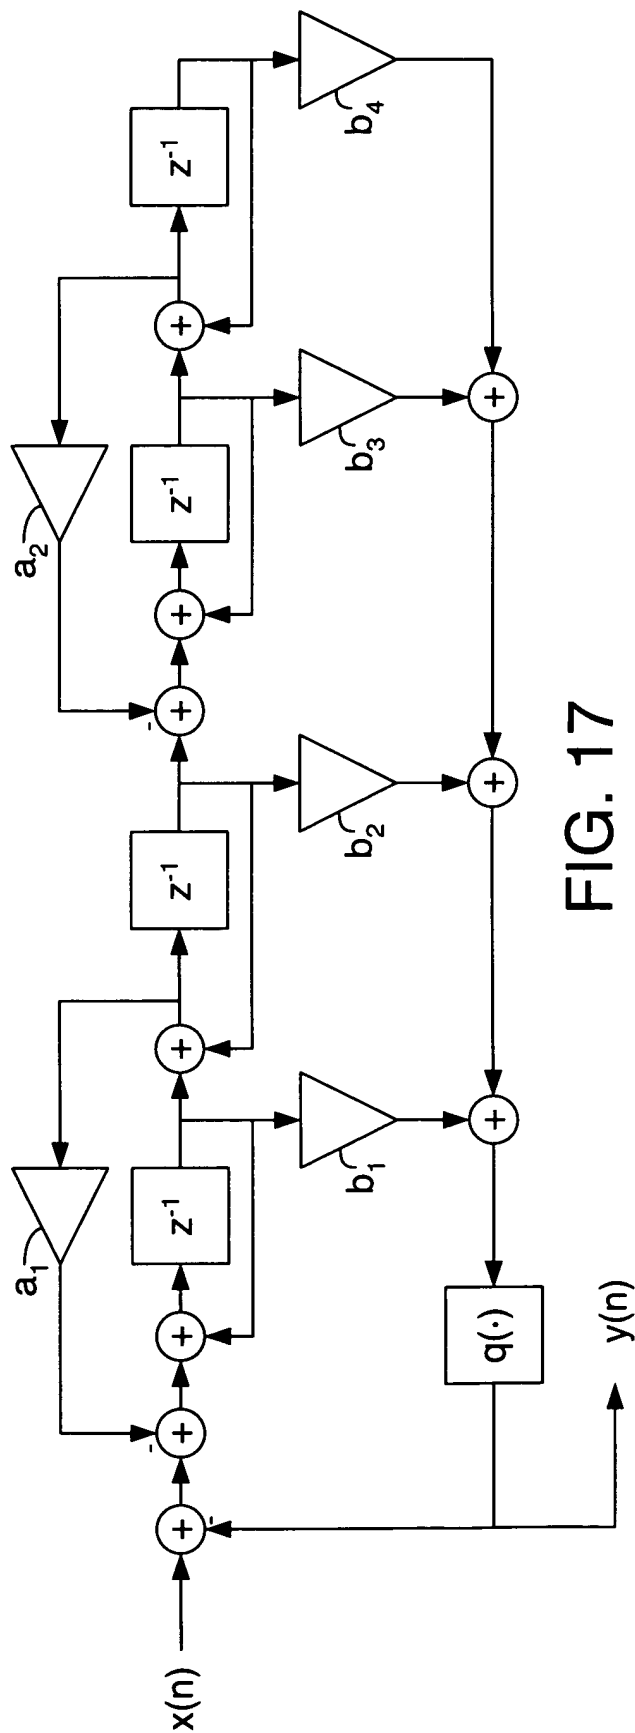 a₁
a₂
x(n)
+
-
+
-
+
z⁻¹
+
z⁻¹
+
-
+
z⁻¹
+
z⁻¹
b₁
b₂
b₃
b₄
q(·)
+
+
+
y(n)
FIG. 17